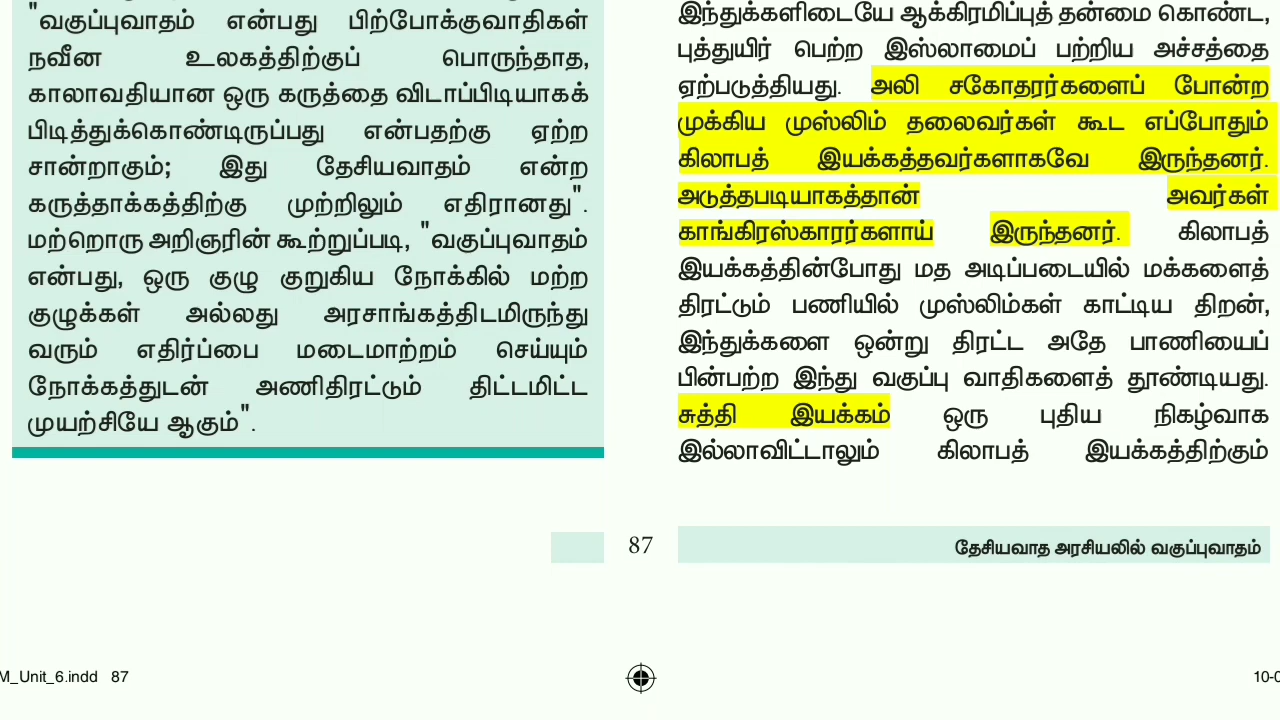 "வகுப்புவாதம் என்பது பிற்போக்குவாதிகள்
நவீன உலகத்திற்குப் பொருந்தாத,
காலாவதியான ஒரு கருத்தை விடாப்பிடியாகக்
பிடித்துக்கொண்டிருப்பது என்பதற்கு ஏற்ற
சான்றாகும்; இது தேசியவாதம் என்ற
கருத்தாக்கத்திற்கு முற்றிலும் எதிரானது".
மற்றொரு அறிஞரின் கூற்றுப்படி, "வகுப்புவாதம்
என்பது, ஒரு குழு குறுகிய நோக்கில் மற்ற
குழுக்கள் அல்லது அரசாங்கத்திடமிருந்து
வரும் எதிர்ப்பை மடைமாற்றம் செய்யும்
நோக்கத்துடன் அணிதிரட்டும் திட்டமிட்ட
முயற்சியே ஆகும்".
இந்துக்களிடையே ஆக்கிரமிப்புத் தன்மை கொண்ட,
புத்துயிர் பெற்ற இஸ்லாமைப் பற்றிய அச்சத்தை
ஏற்படுத்தியது. அலி சகோதரர்களைப் போன்ற
முக்கிய முஸ்லிம் தலைவர்கள் கூட எப்போதும்
கிலாபத் இயக்கத்தவர்களாகவே இருந்தனர்.
அடுத்தபடியாகத்தான் அவர்கள்
காங்கிரஸ்காரர்களாய் இருந்தனர். கிலாபத்
இயக்கத்தின்போது மத அடிப்படையில் மக்களைத்
திரட்டும் பணியில் முஸ்லிம்கள் காட்டிய திறன்,
இந்துக்களை ஒன்று திரட்ட அதே பாணியைப்
பின்பற்ற இந்து வகுப்பு வாதிகளைத் தூண்டியது.
சுத்தி இயக்கம் ஒரு புதிய நிகழ்வாக
இல்லாவிட்டாலும் கிலாபத் இயக்கத்திற்கும்
87
தேசியவாத அரசியலில் வகுப்புவாதம்
M_Unit_6.indd 87
10-0